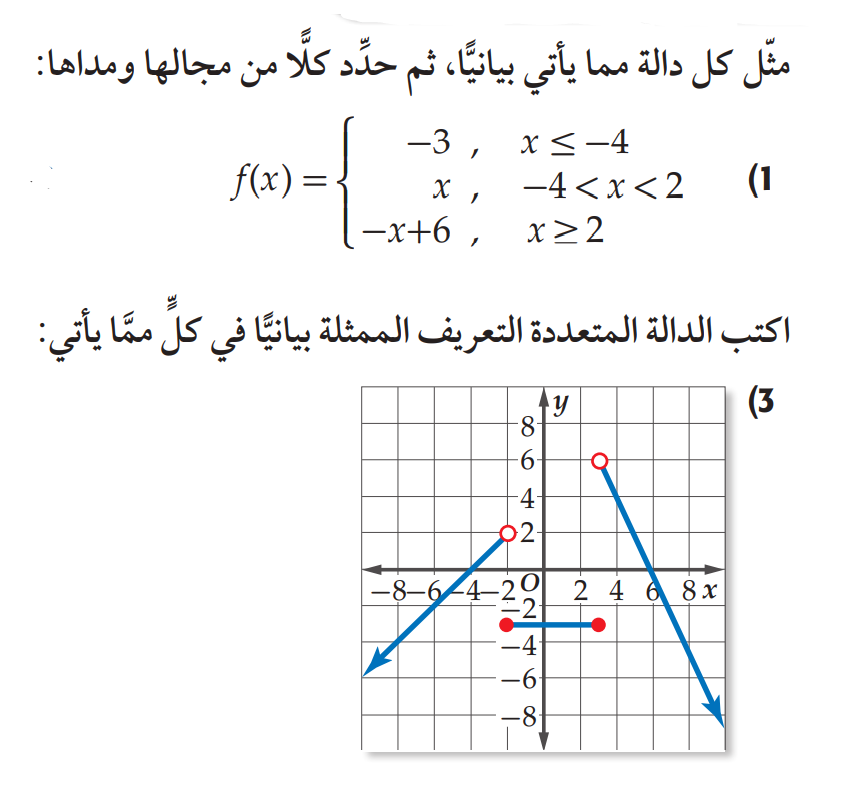 مثّل كل دالة مما يأتي بيانيًّا، ثم حدِّد كلًّا من مجالها ومداها:
(1
f(x) = { −3 , x ≤ −4
x , −4 < x < 2
−x+6 , x ≥ 2
اكتب الدالة المتعددة التعريف الممثلة بيانيًّا في كلٍّ ممَّا يأتي:
(3
y
8
6
4
2
−8 −6 −4 −2 O 2 4 6 8 x
−2
−4
−6
−8